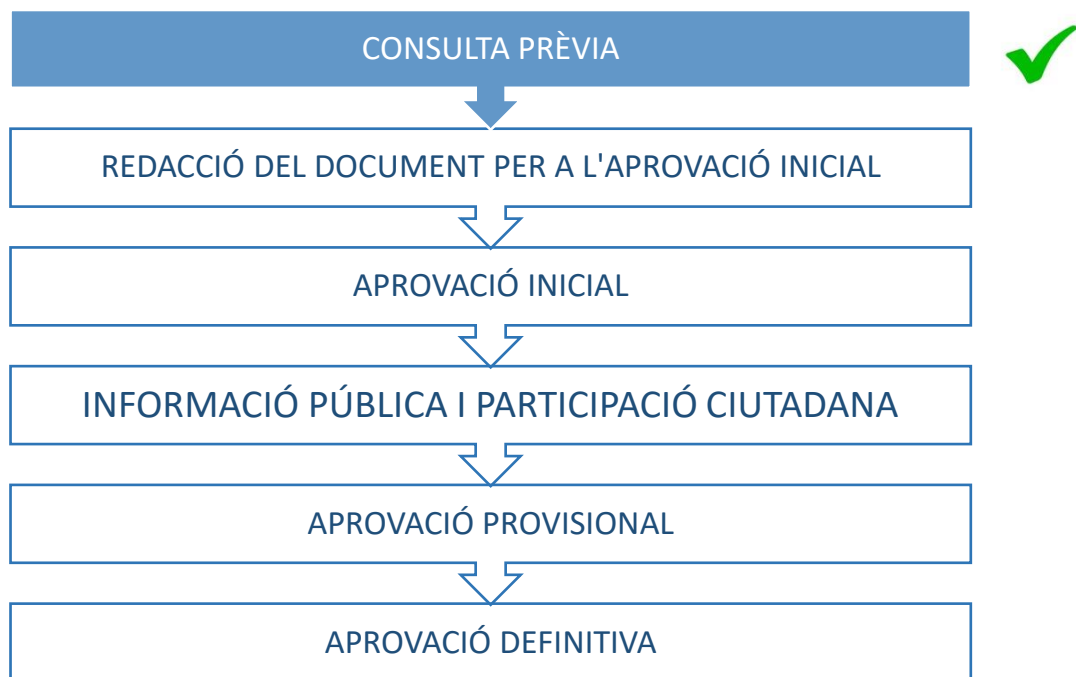 CONSULTA PRÈVIA
REDACCIÓ DEL DOCUMENT PER A L'APROVACIÓ INICIAL
APROVACIÓ INICIAL
INFORMACIÓ PÚBLICA I PARTICIPACIÓ CIUTADANA
APROVACIÓ PROVISIONAL
APROVACIÓ DEFINITIVA